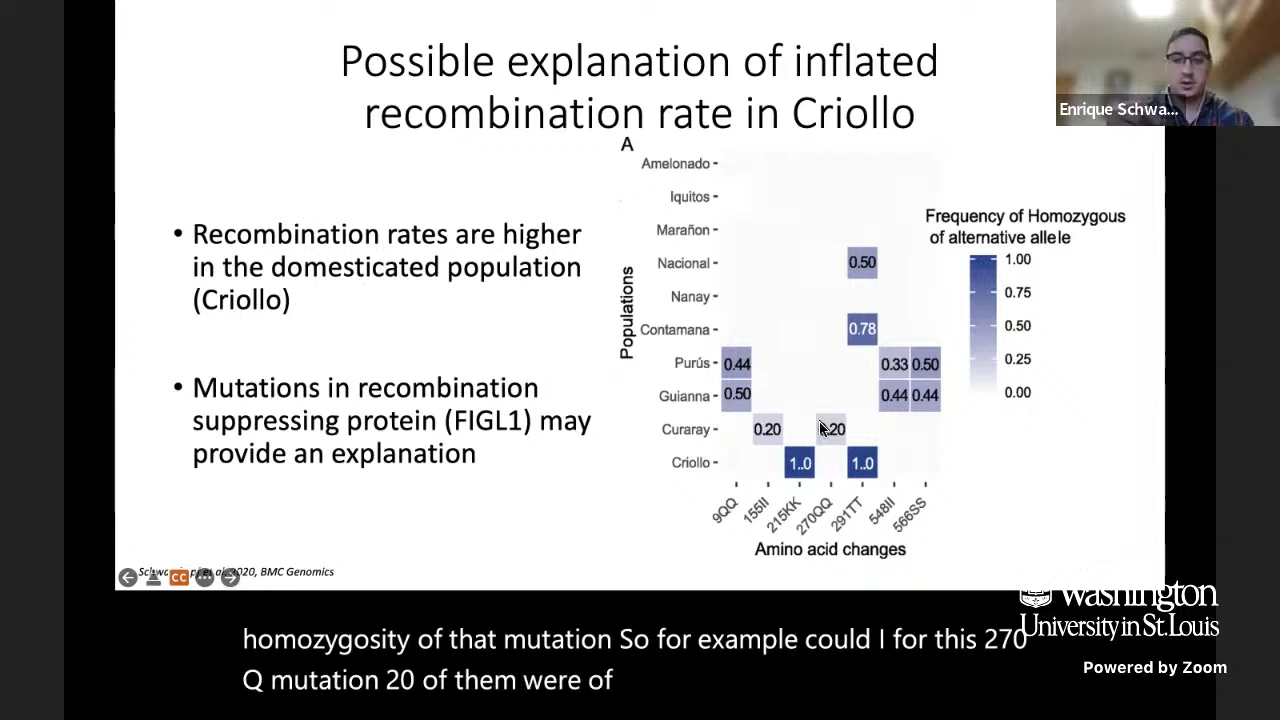 Possible explanation of inflated
recombination rate in Criollo
Enrique Schwa...
• Recombination rates are higher
in the domesticated population
(Criollo)
• Mutations in recombination
suppressing protein (FIGL1) may
provide an explanation
A
Populations
Amelonado
Iquitos
Marañon
Nacional 0.50
Nanay
Contamana 0.78
Purús 0.44 0.33 0.50
Guianna 0.50 0.44 0.44
Curaray 0.20 .20
Criollo 1..0 1..0
9QQ 155II 215KK 270QQ 291TT 548II 566SS
Amino acid changes
Frequency of Homozygous
of alternative allele
1.00
0.75
0.50
0.25
0.00
2020, BMC Genomics
CC
homozygosity of that mutation So for example could I for this 270
Q mutation 20 of them were of
Washington
University in St. Louis
Powered by Zoom